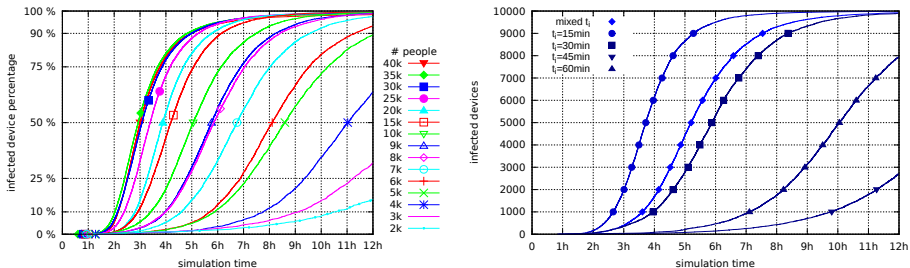 100 %
90 %
75 %
50 %
25 %
10 %
0 %
infected device percentage
0 1h 2h 3h 4h 5h 6h 7h 8h 9h 10h 11h 12h
simulation time
# people
40k
35k
30k
25k
20k
15k
10k
9k
8k
7k
6k
5k
4k
3k
2k
10000
9000
8000
7000
6000
5000
4000
3000
2000
1000
0
infected devices
mixed ti
ti=15min
ti=30min
ti=45min
ti=60min
0 1h 2h 3h 4h 5h 6h 7h 8h 9h 10h 11h 12h
simulation time